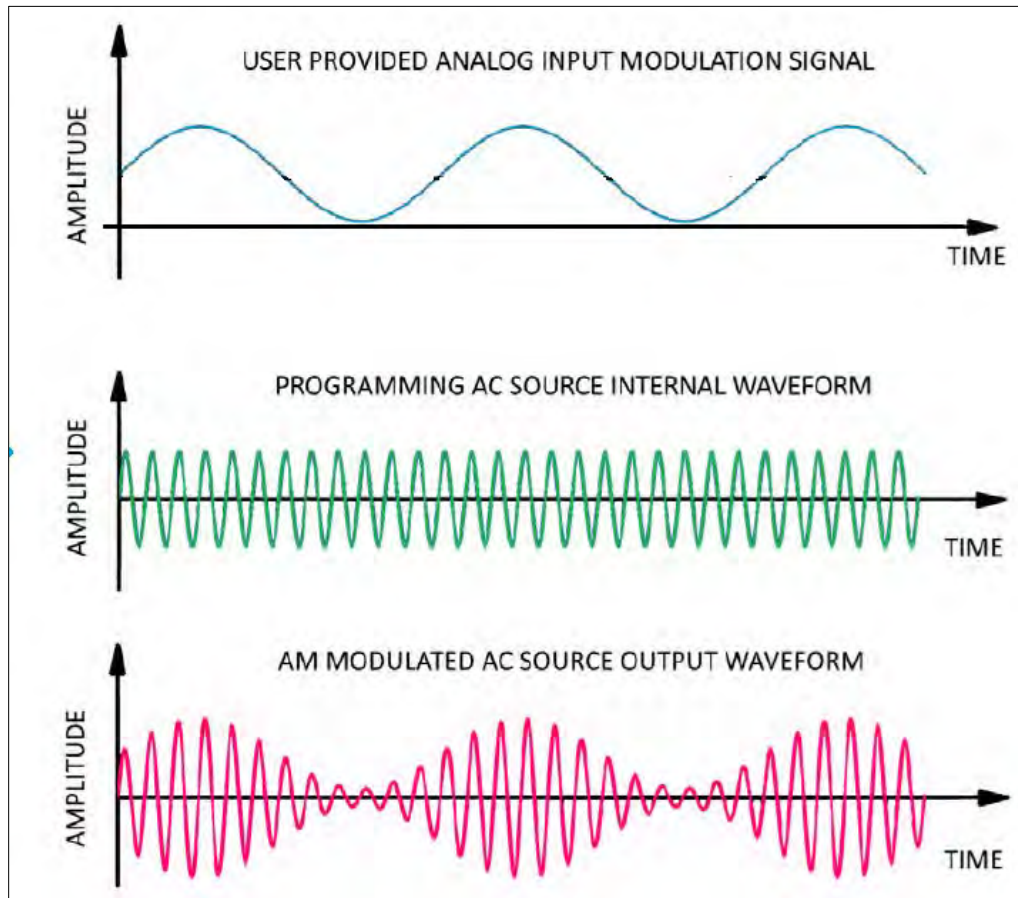 USER PROVIDED ANALOG INPUT MODULATION SIGNAL
AMPLITUDE
TIME
PROGRAMMING AC SOURCE INTERNAL WAVEFORM
AMPLITUDE
TIME
AM MODULATED AC SOURCE OUTPUT WAVEFORM
AMPLITUDE
TIME